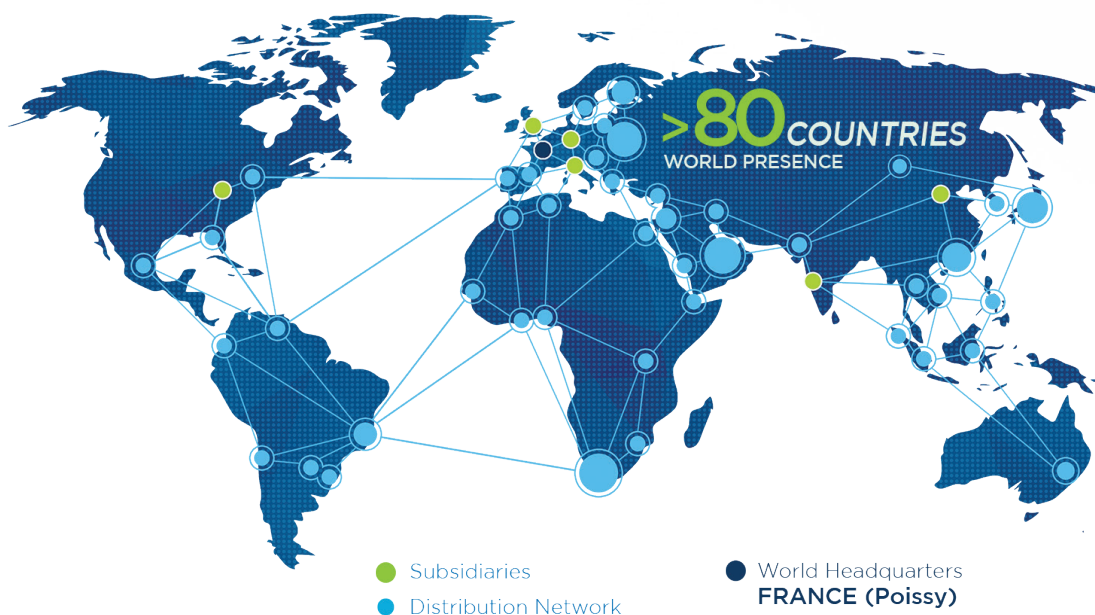 >80 COUNTRIES
WORLD PRESENCE
Subsidiaries
Distribution Network
World Headquarters
FRANCE (Poissy)